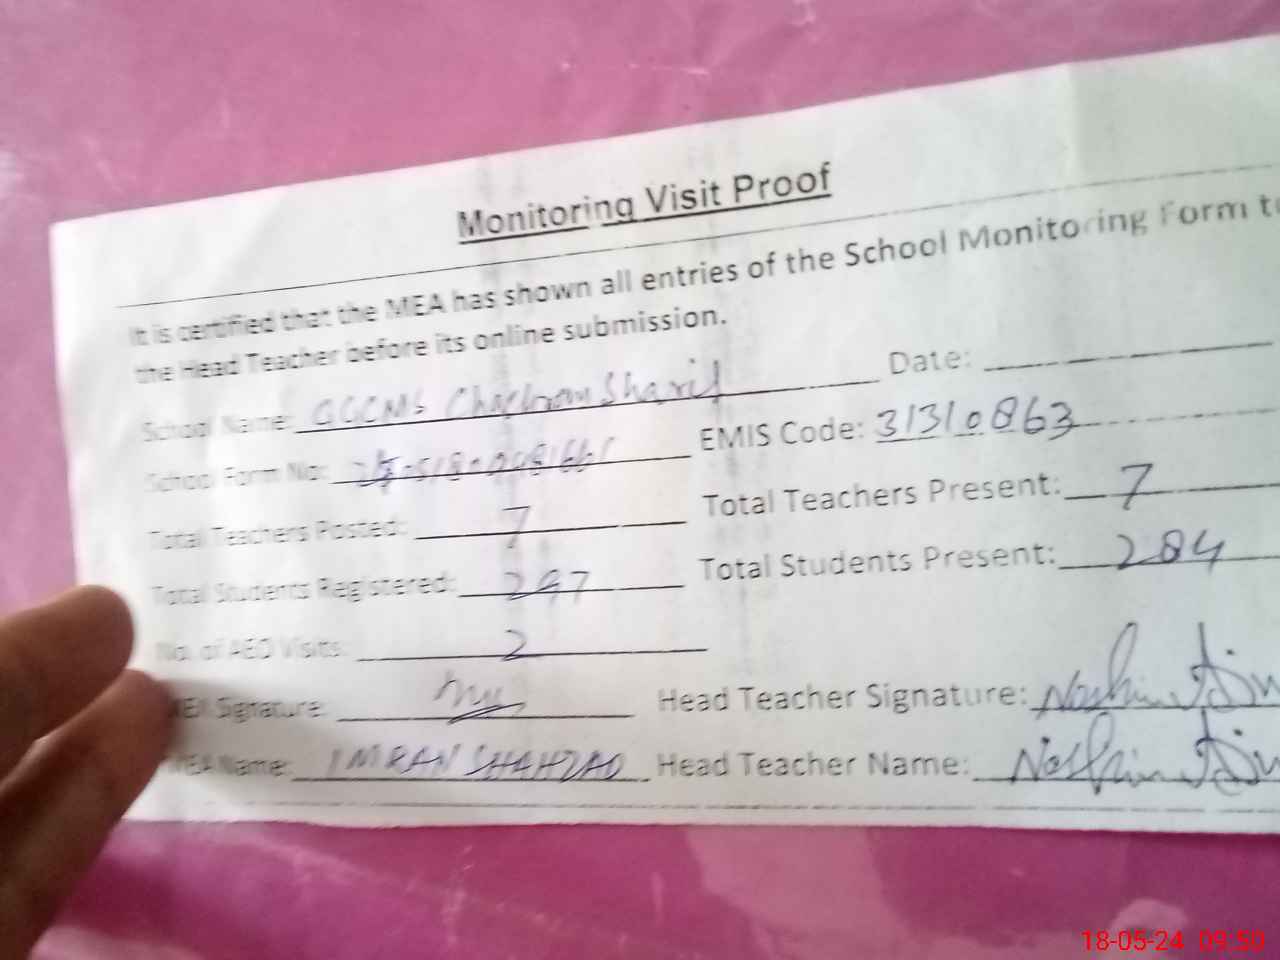 Monitoring Visit Proof
It is certified that the MEA has shown all entries of the School Monitoring Form to
the Head Teacher before its online submission.
School Name: GGCMS Sharif Date:
School Form No: EMIS Code: 31310863
Total Teachers Posted: 7 Total Teachers Present: 7
Total Students Registered: 297 Total Students Present: 284
No. of AEO Visits: 2
MEA Signature: Head Teacher Signature:
MEA Name: IMRAN SHAHZAD Head Teacher Name:
18-05-24 09:50